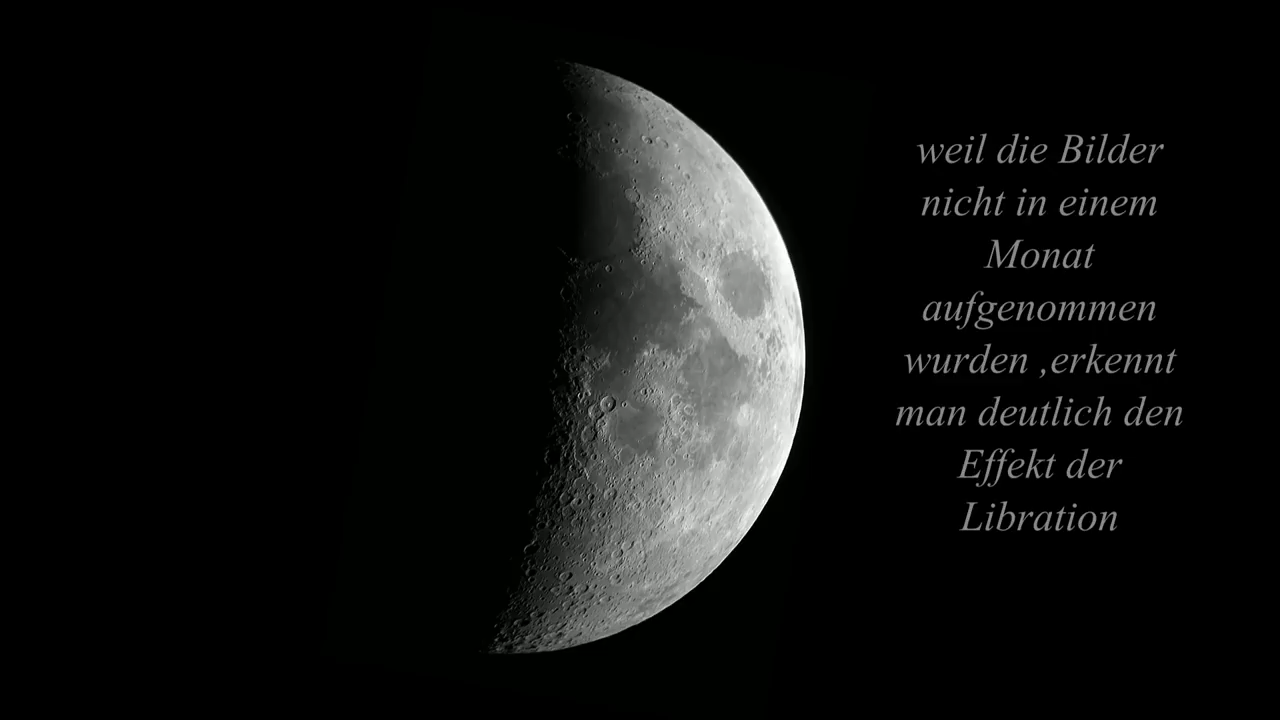 weil die Bilder
nicht in einem
Monat
aufgenommen
wurden ,erkennt
man deutlich den
Effekt der
Libration